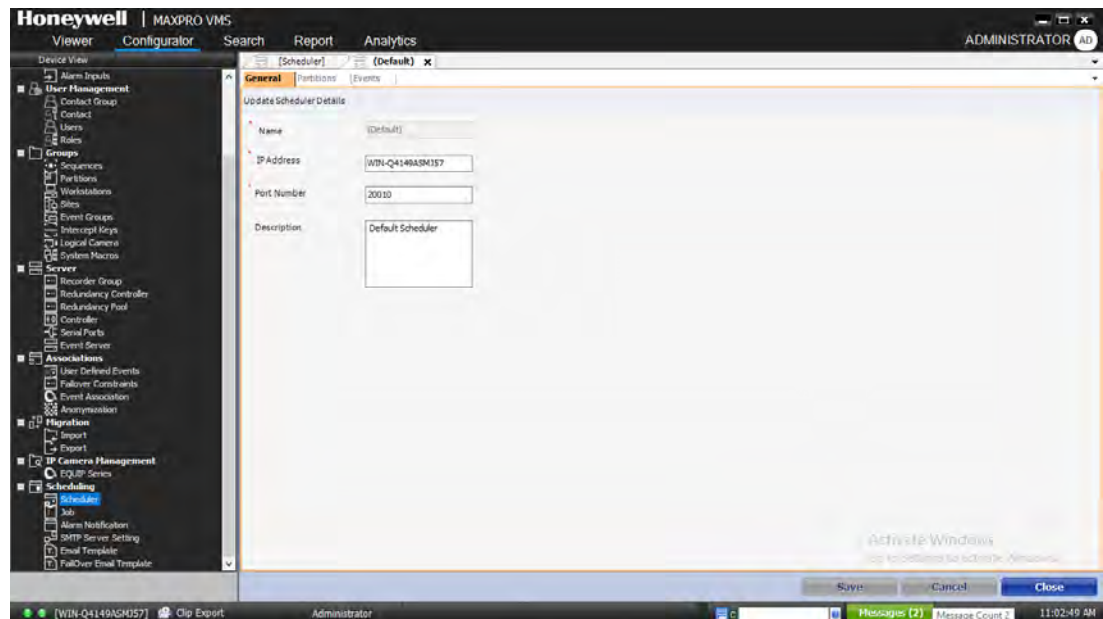 Honeywell | MAXPRO VMS
Viewer Configurator Search Report Analytics ADMINISTRATOR AD
Device View
[Scheduler] (Default) x
Alarm Inputs
User Management
Contact Group
Contact
Users
Roles
Groups
Sequences
Partitions
Workstations
Sites
Event Groups
Intercept Keys
Logical Camera
System Macros
Server
Recorder Group
Redundancy Controller
Redundancy Pool
Controller
Serial Ports
Event Server
Associations
User Defined Events
Failover Constraints
Event Association
Anonymization
Migration
Import
Export
IP Camera Management
EQUIP Series
Scheduling
Scheduler
Job
Alarm Notification
SMTP Server Setting
Email Template
FailOver Email Template
General Partitions Events
Update Scheduler Details
* Name (Default)
* IP Address WIN-Q4149ASMJ57
* Port Number 20010
Description Default Scheduler
Activate Windows
Go to Settings to activate Windows.
Save Cancel Close
[WIN-Q4149ASMJ57] Clip Export Administrator C Messages (2) Message Count 2 11:02:49 AM